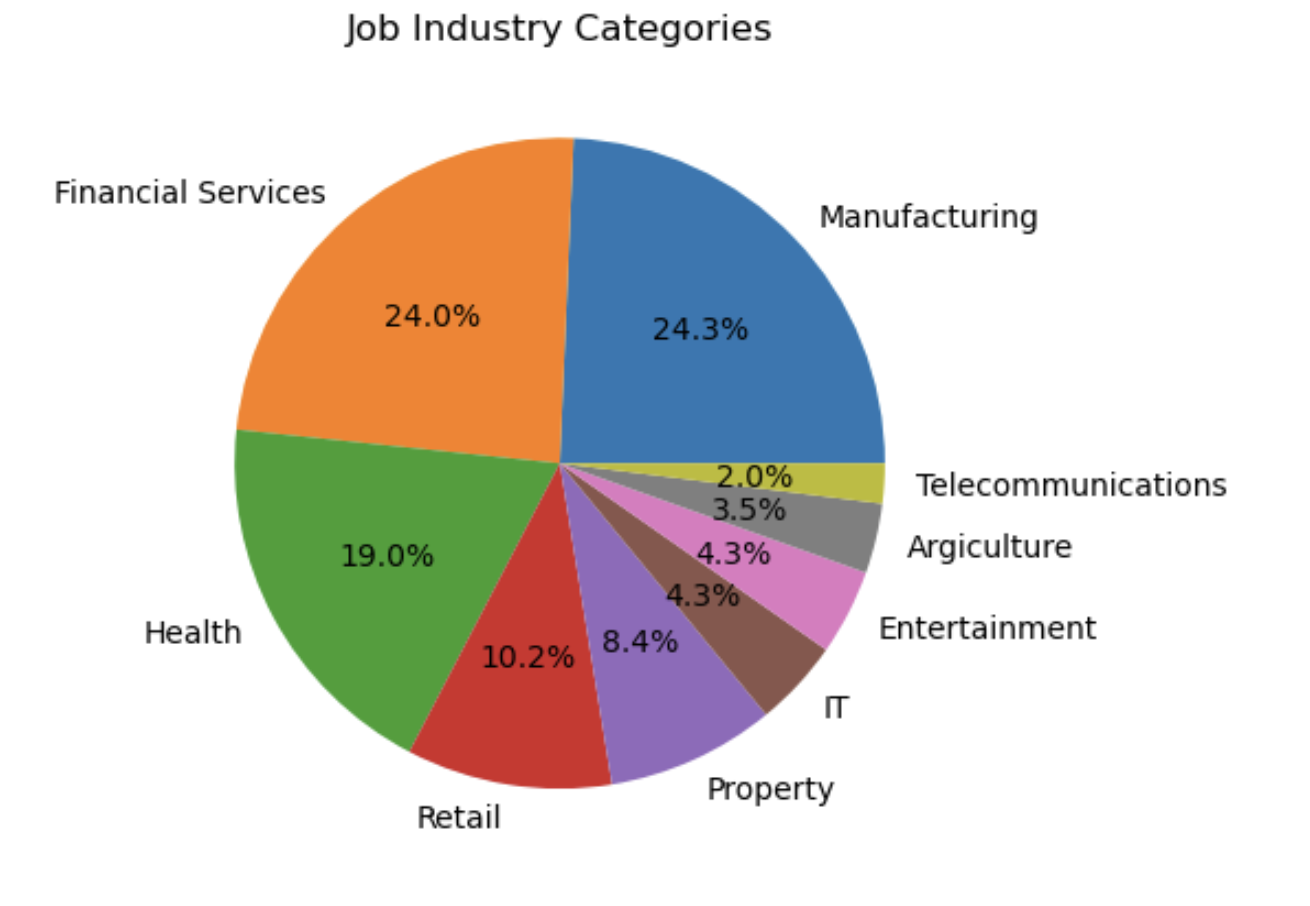 Job Industry Categories
Financial Services
Manufacturing
24.0%
24.3%
2.0%
Telecommunications
3.5%
Argiculture
19.0%
4.3%
4.3%
Health
Entertainment
8.4%
10.2%
IT
Property
Retail